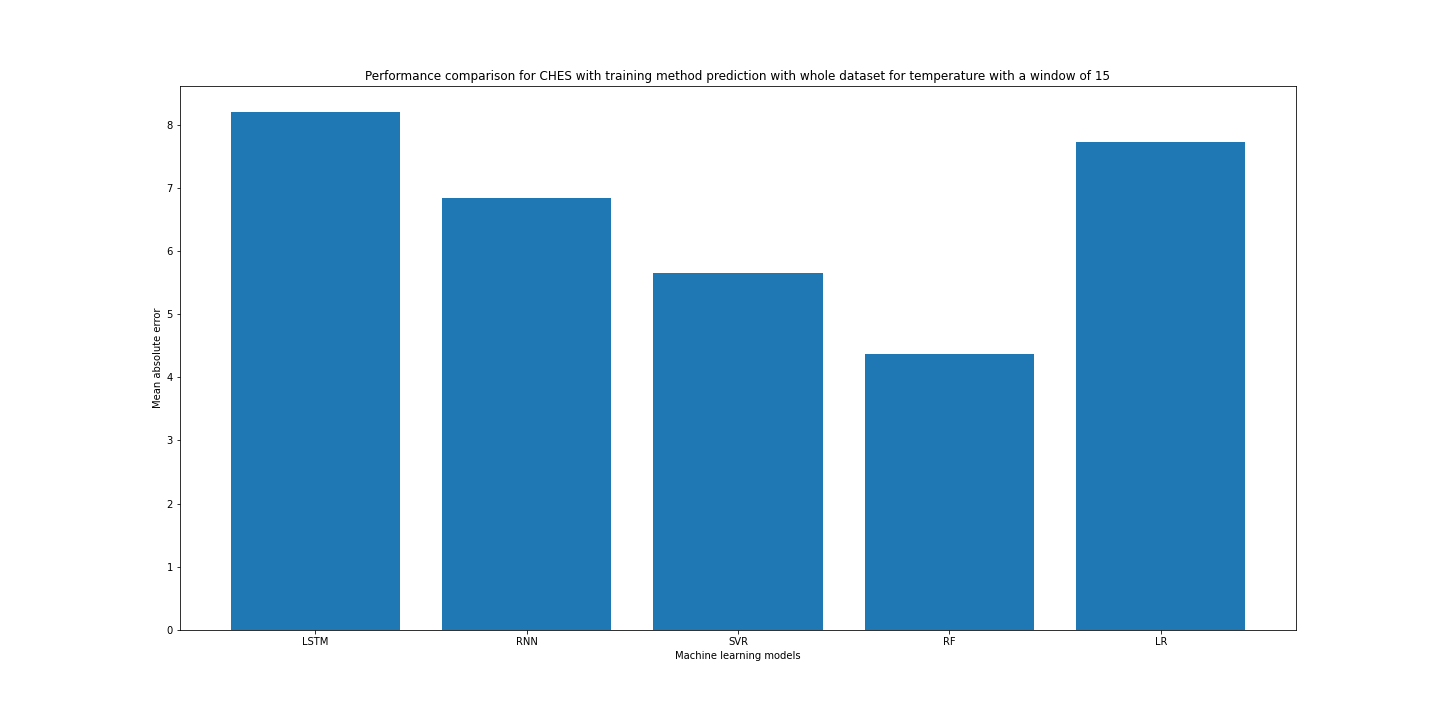 Performance comparison for CHES with training method prediction with whole dataset for temperature with a window of 15
Mean absolute error
8
7
6
5
4
3
2
1
0
LSTM RNN SVR RF LR
Machine learning models